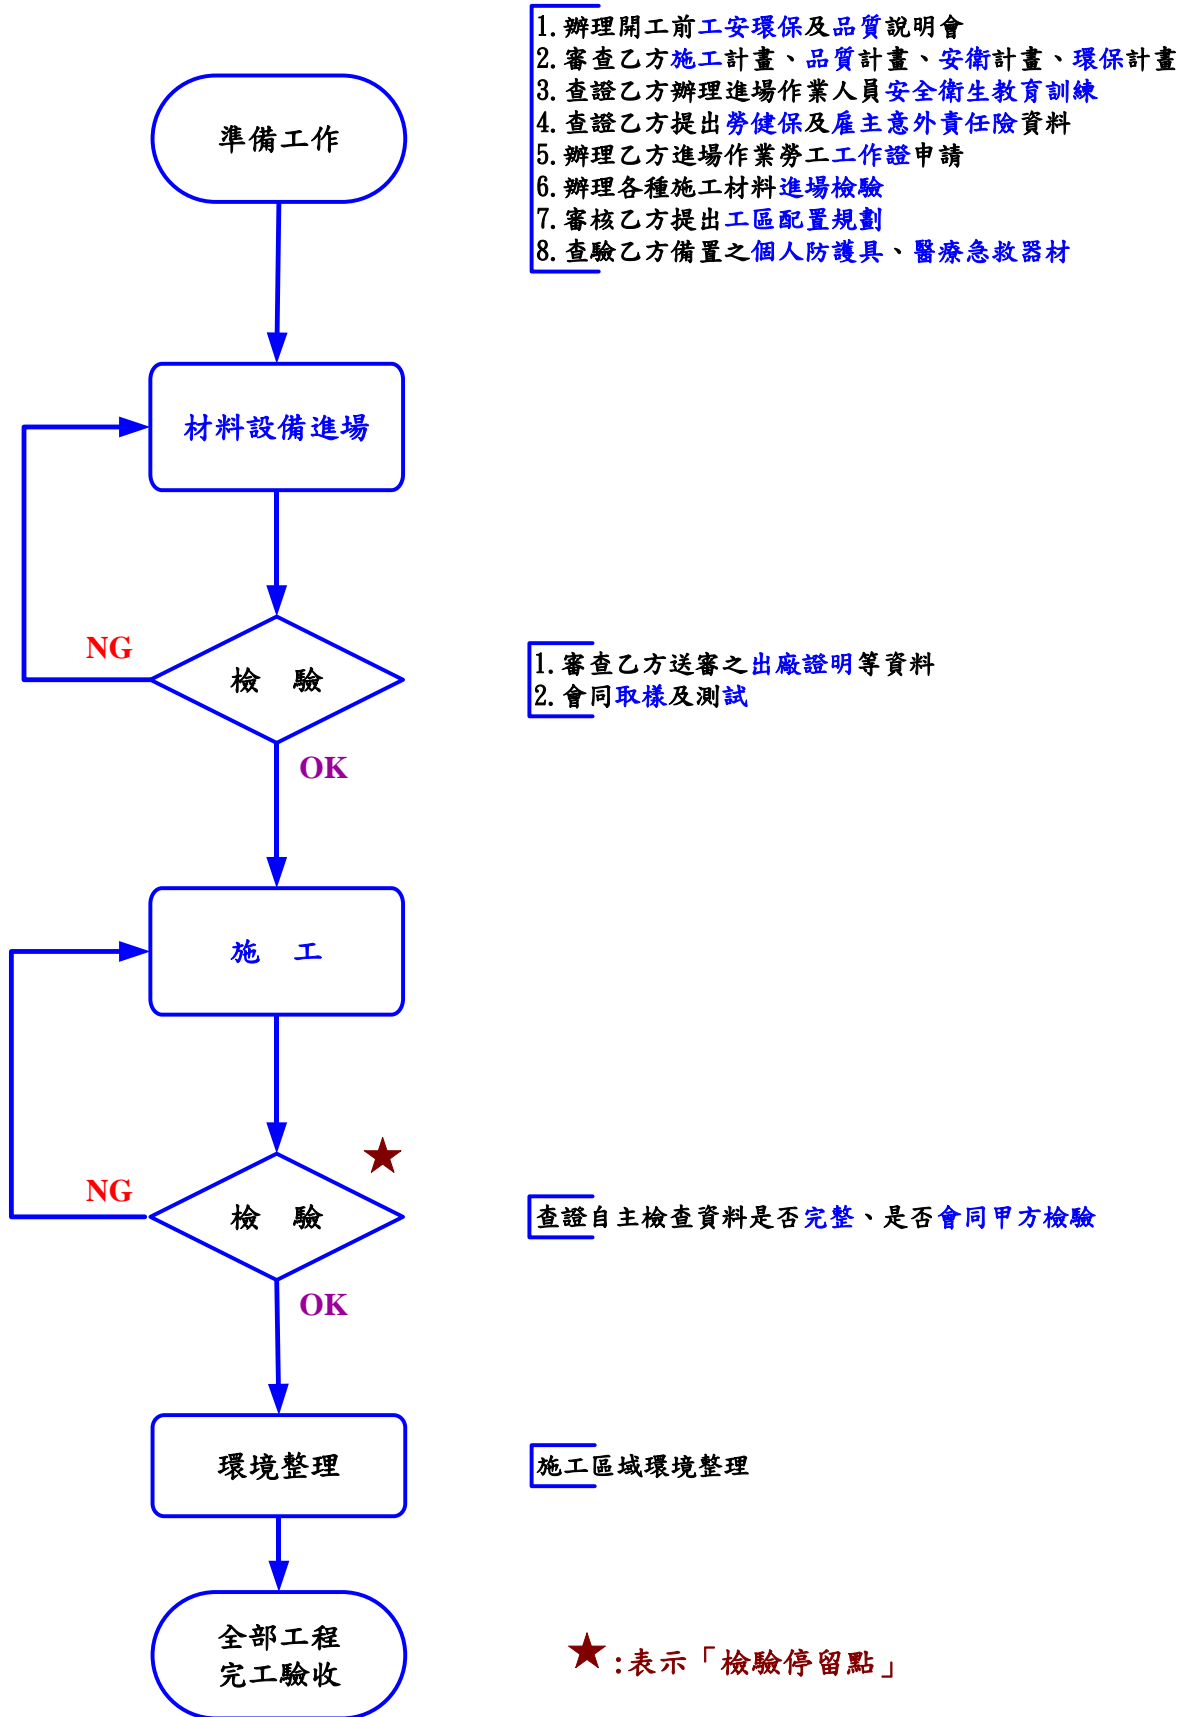 準備工作
1.辦理開工前工安環保及品質說明會
2.審查乙方施工計畫、品質計畫、安衛計畫、環保計畫
3.查證乙方辦理進場作業人員安全衛生教育訓練
4.查證乙方提出勞健保及雇主意外責任險資料
5.辦理乙方進場作業勞工工作證申請
6.辦理各種施工材料進場檢驗
7.審核乙方提出工區配置規劃
8.查驗乙方備置之個人防護具、醫療急救器材
材料設備進場
NG
檢 驗
1.審查乙方送審之出廠證明等資料
2.會同取樣及測試
OK
施 工
NG
★
檢 驗
查證自主檢查資料是否完整、是否會同甲方檢驗
OK
環境整理
施工區域環境整理
全部工程
完工驗收
★:表示「檢驗停留點」